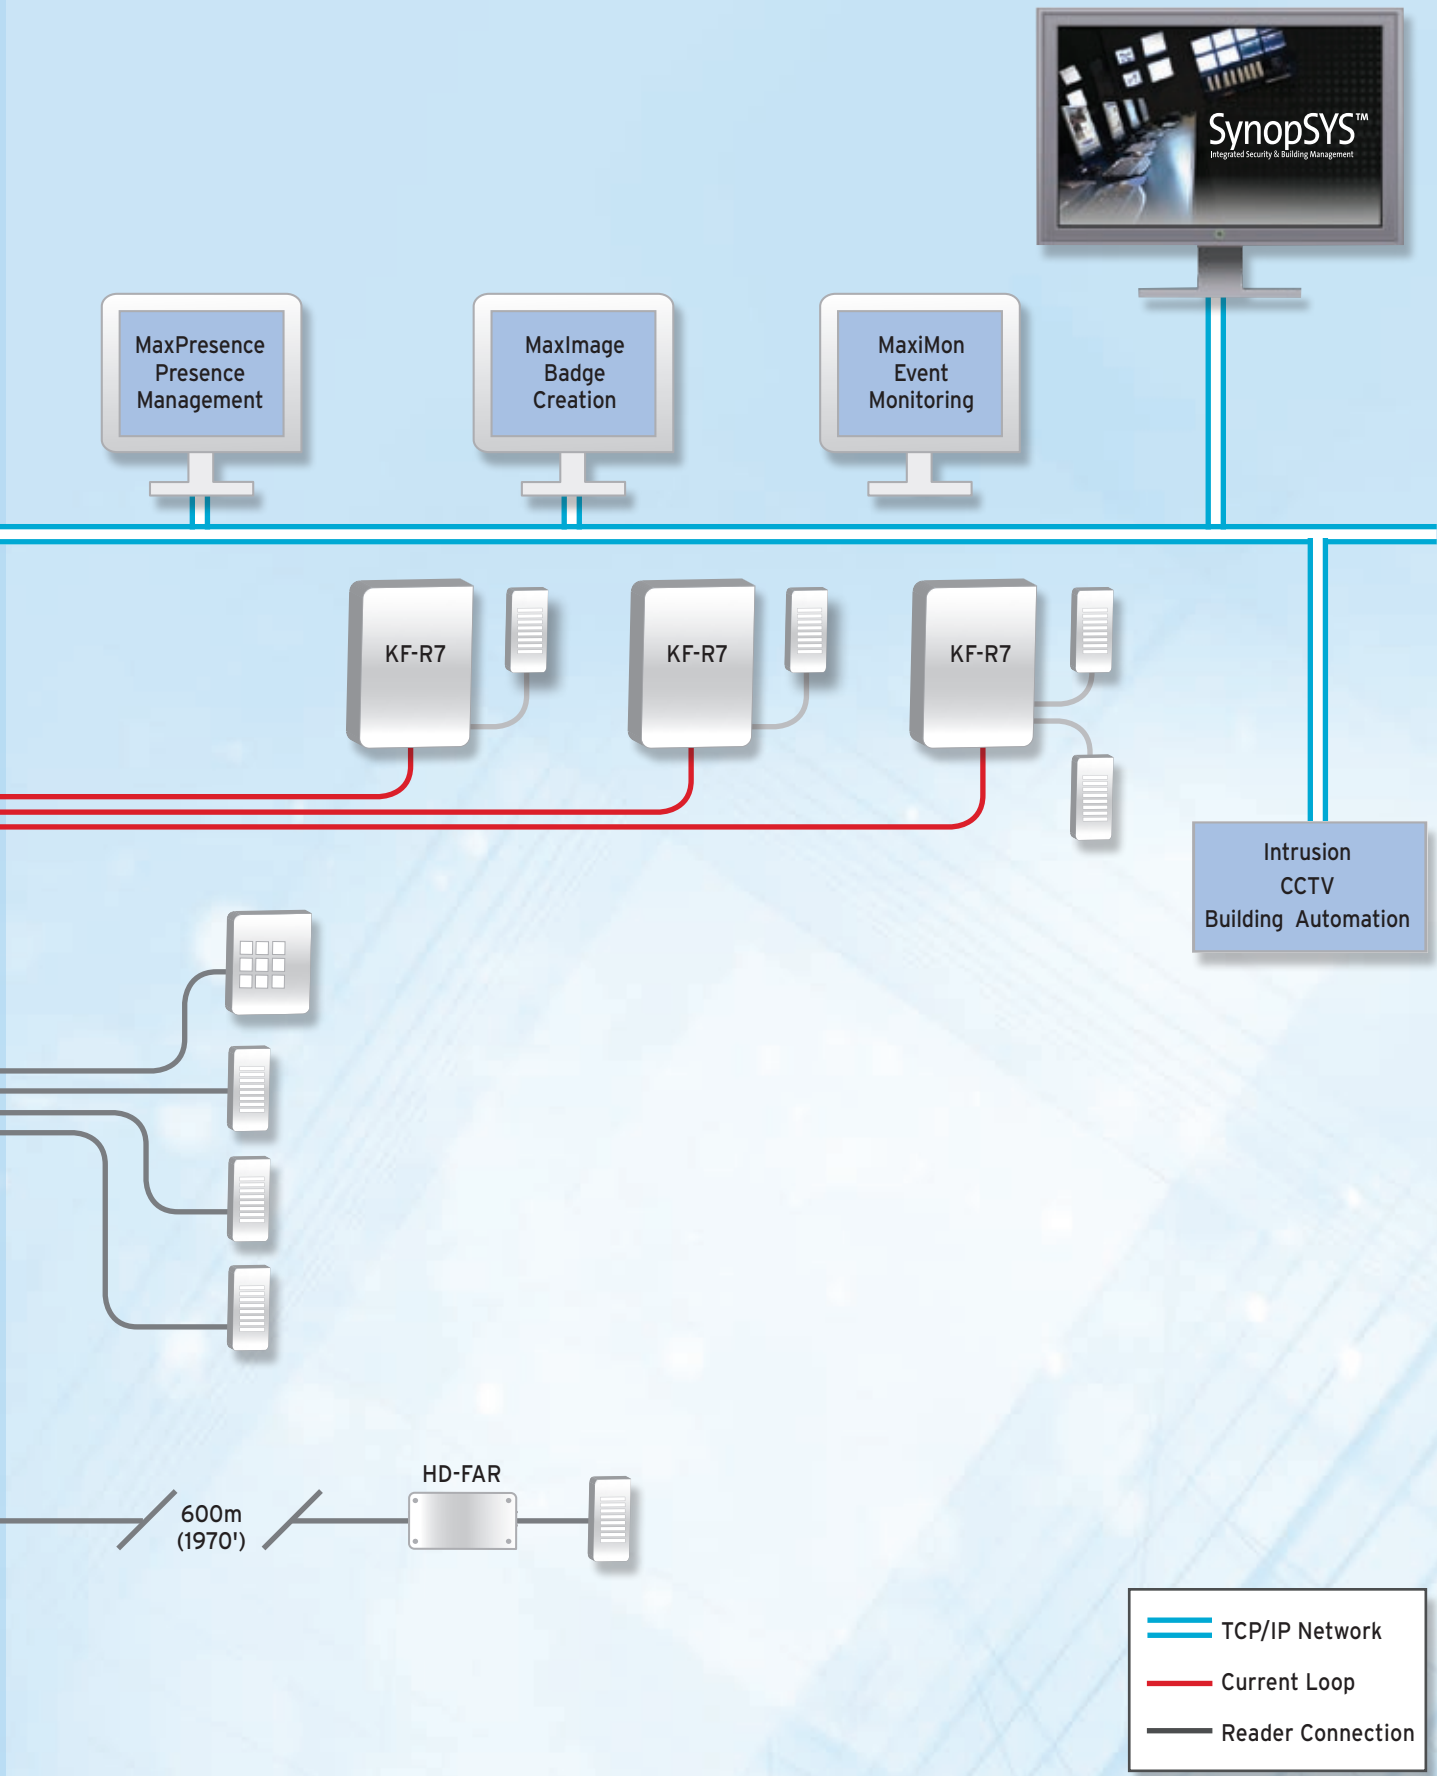 SynopSYS™
Integrated Security & Building Management
MaxPresence
Presence
Management
MaxImage
Badge
Creation
MaxiMon
Event
Monitoring
KF-R7
KF-R7
KF-R7
Intrusion
CCTV
Building Automation
HD-FAR
600m
(1970')
TCP/IP Network
Current Loop
Reader Connection